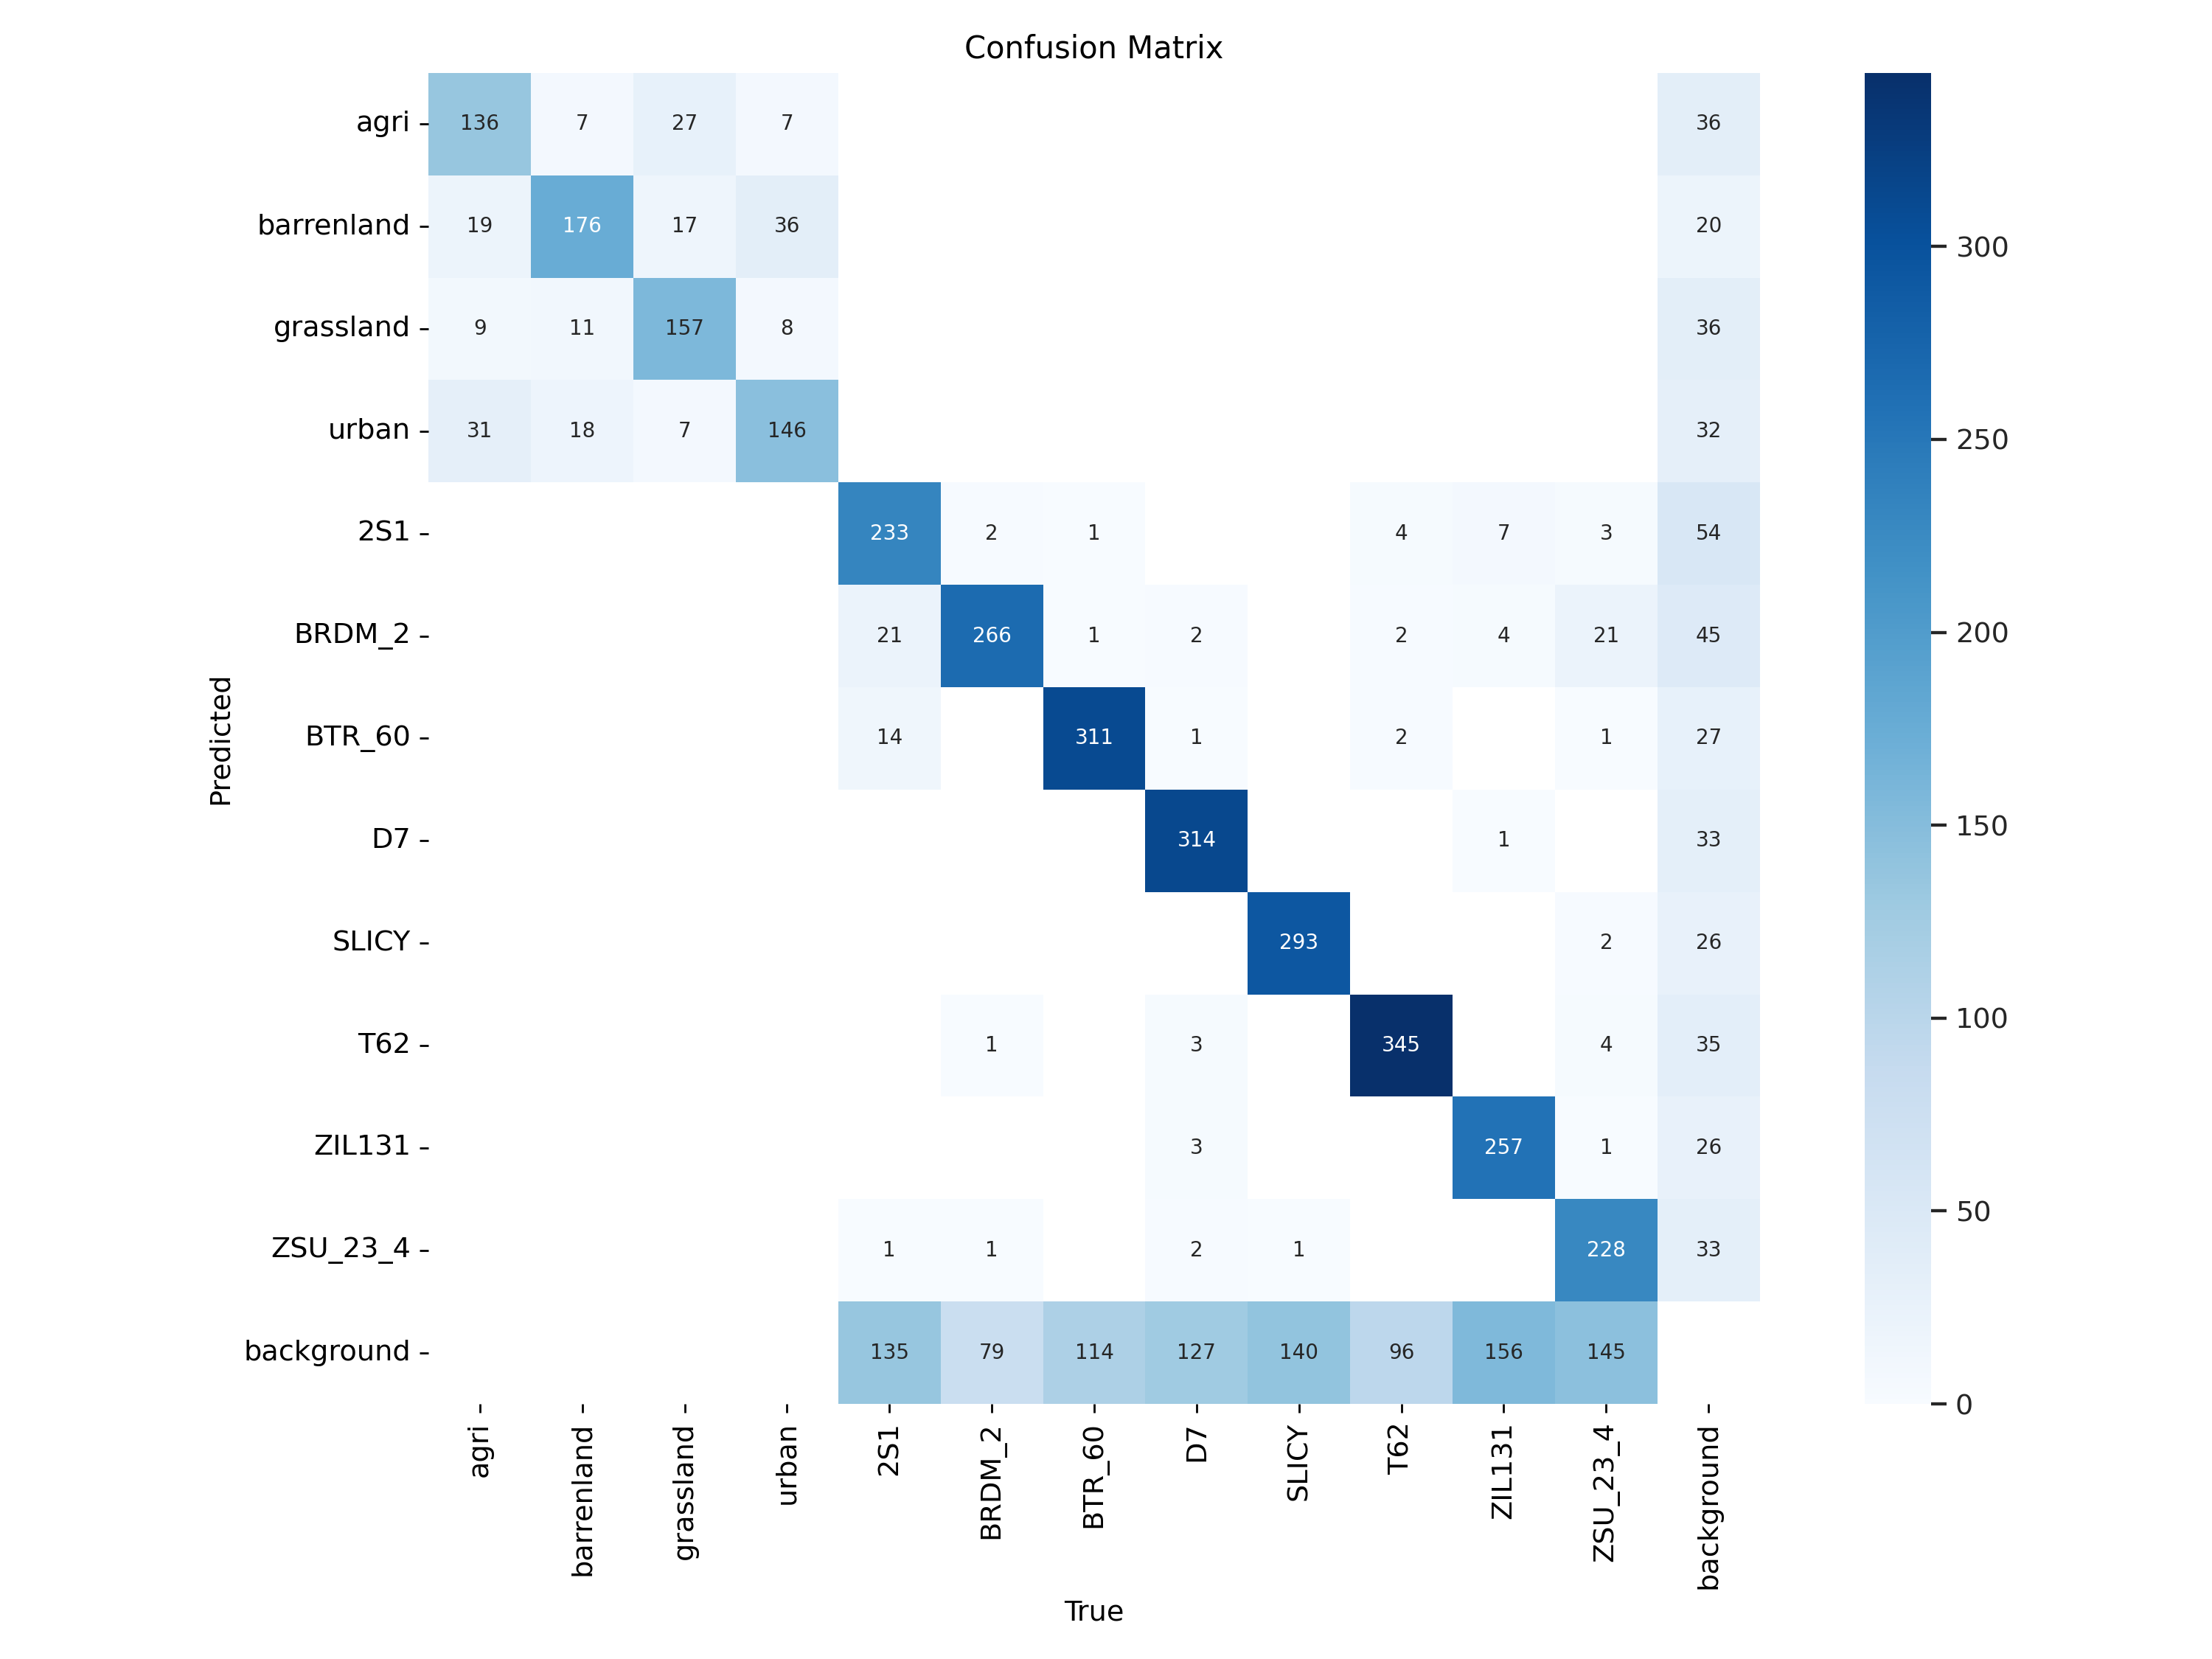 Confusion Matrix
agri 136 7 27 7 36
barrenland 19 176 17 36 20
grassland 9 11 157 8 36
urban 31 18 7 146 32
2S1 233 2 1 4 7 3 54
BRDM_2 21 266 1 2 2 4 21 45
BTR_60 14 311 1 2 1 27
D7 314 1 33
SLICY 293 2 26
T62 1 3 345 4 35
ZIL131 3 257 1 26
ZSU_23_4 1 1 2 1 228 33
background 135 79 114 127 140 96 156 145
Predicted
agri barrenland grassland urban 2S1 BRDM_2 BTR_60 D7 SLICY T62 ZIL131 ZSU_23_4 background
True
300
250
200
150
100
50
0